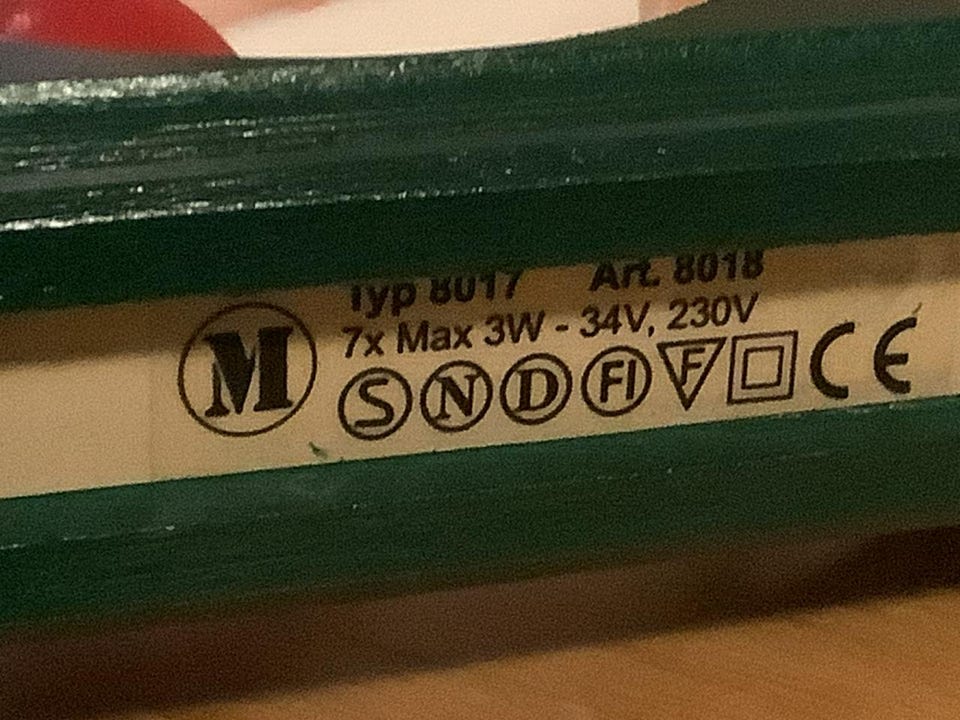 Typ 8017 Art. 8018
7x Max 3W - 34V, 230V
M S N D FI F CE